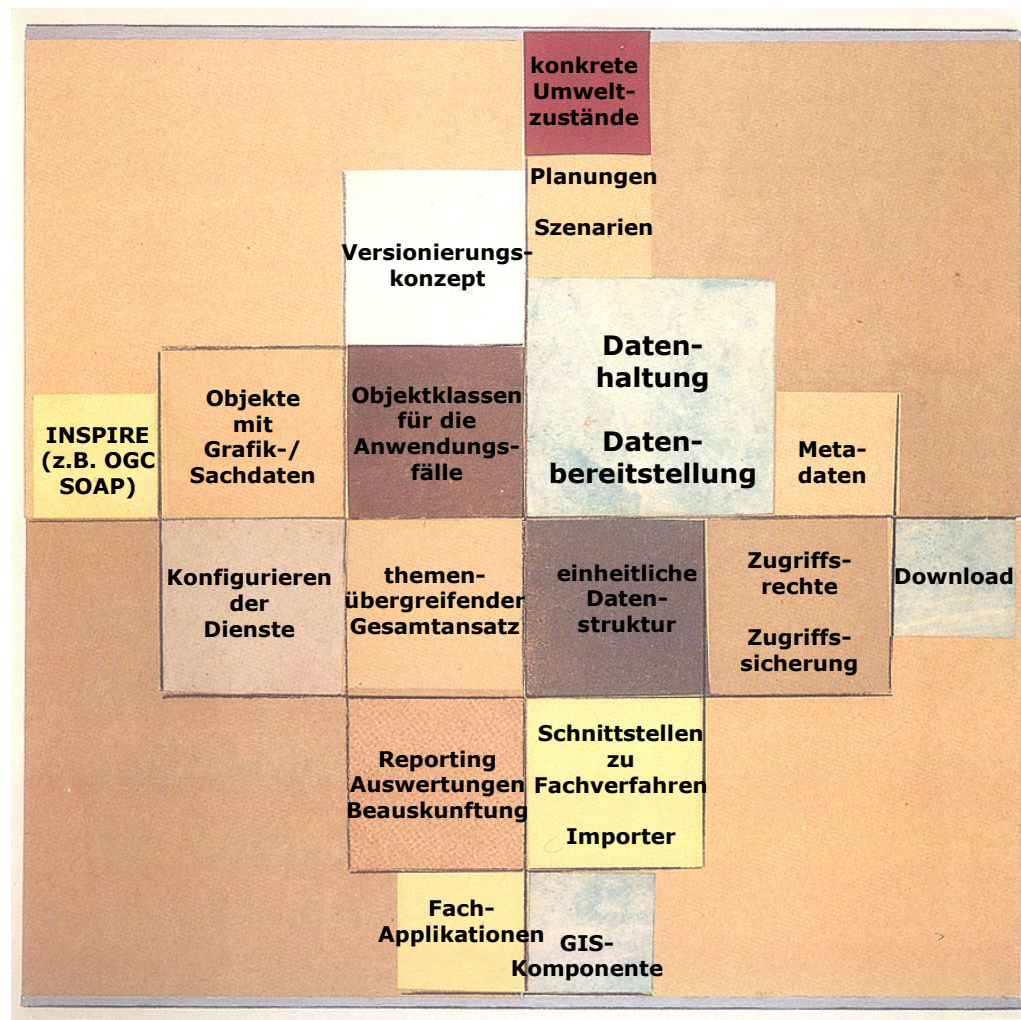 konkrete
Umwelt-
zustände
Planungen
Szenarien
Versionierungs-
konzept
Daten-
haltung
Daten-
bereitstellung
INSPIRE
(z.B. OGC
SOAP)
Objekte
mit
Grafik-/
Sachdaten
Objektklassen
für die
Anwendungs-
fälle
Meta-
daten
Konfigurieren
der
Dienste
themen-
übergreifender
Gesamtansatz
einheitliche
Daten-
struktur
Zugriffs-
rechte
Zugriffs-
sicherung
Download
Reporting
Auswertungen
Beauskunftung
Schnittstellen
zu
Fachverfahren
Importer
Fach-
Applikationen
GIS-
Komponente